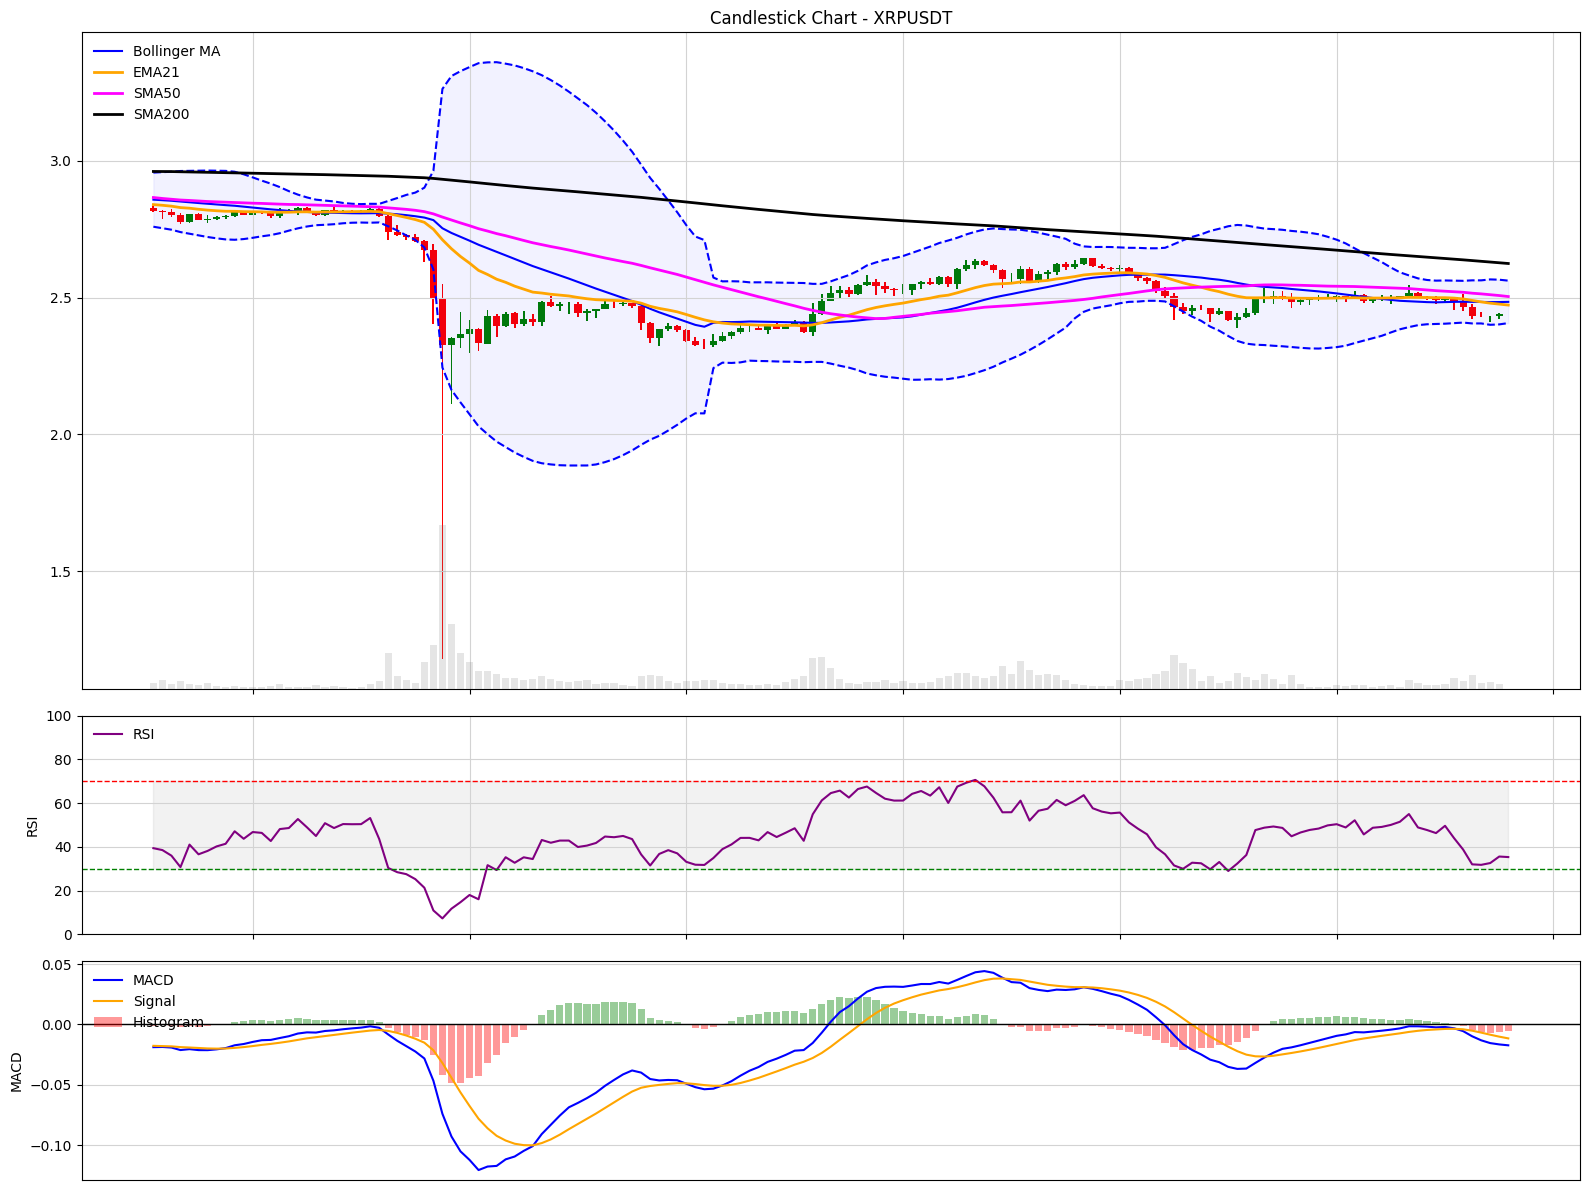 Candlestick Chart - XRPUSDT
Bollinger MA
EMA21
SMA50
SMA200
3.0
2.5
2.0
1.5
100
RSI
80
60
RSI
40
20
0
0.05
MACD
Signal
Histogram
0.00
MACD
−0.05
−0.10